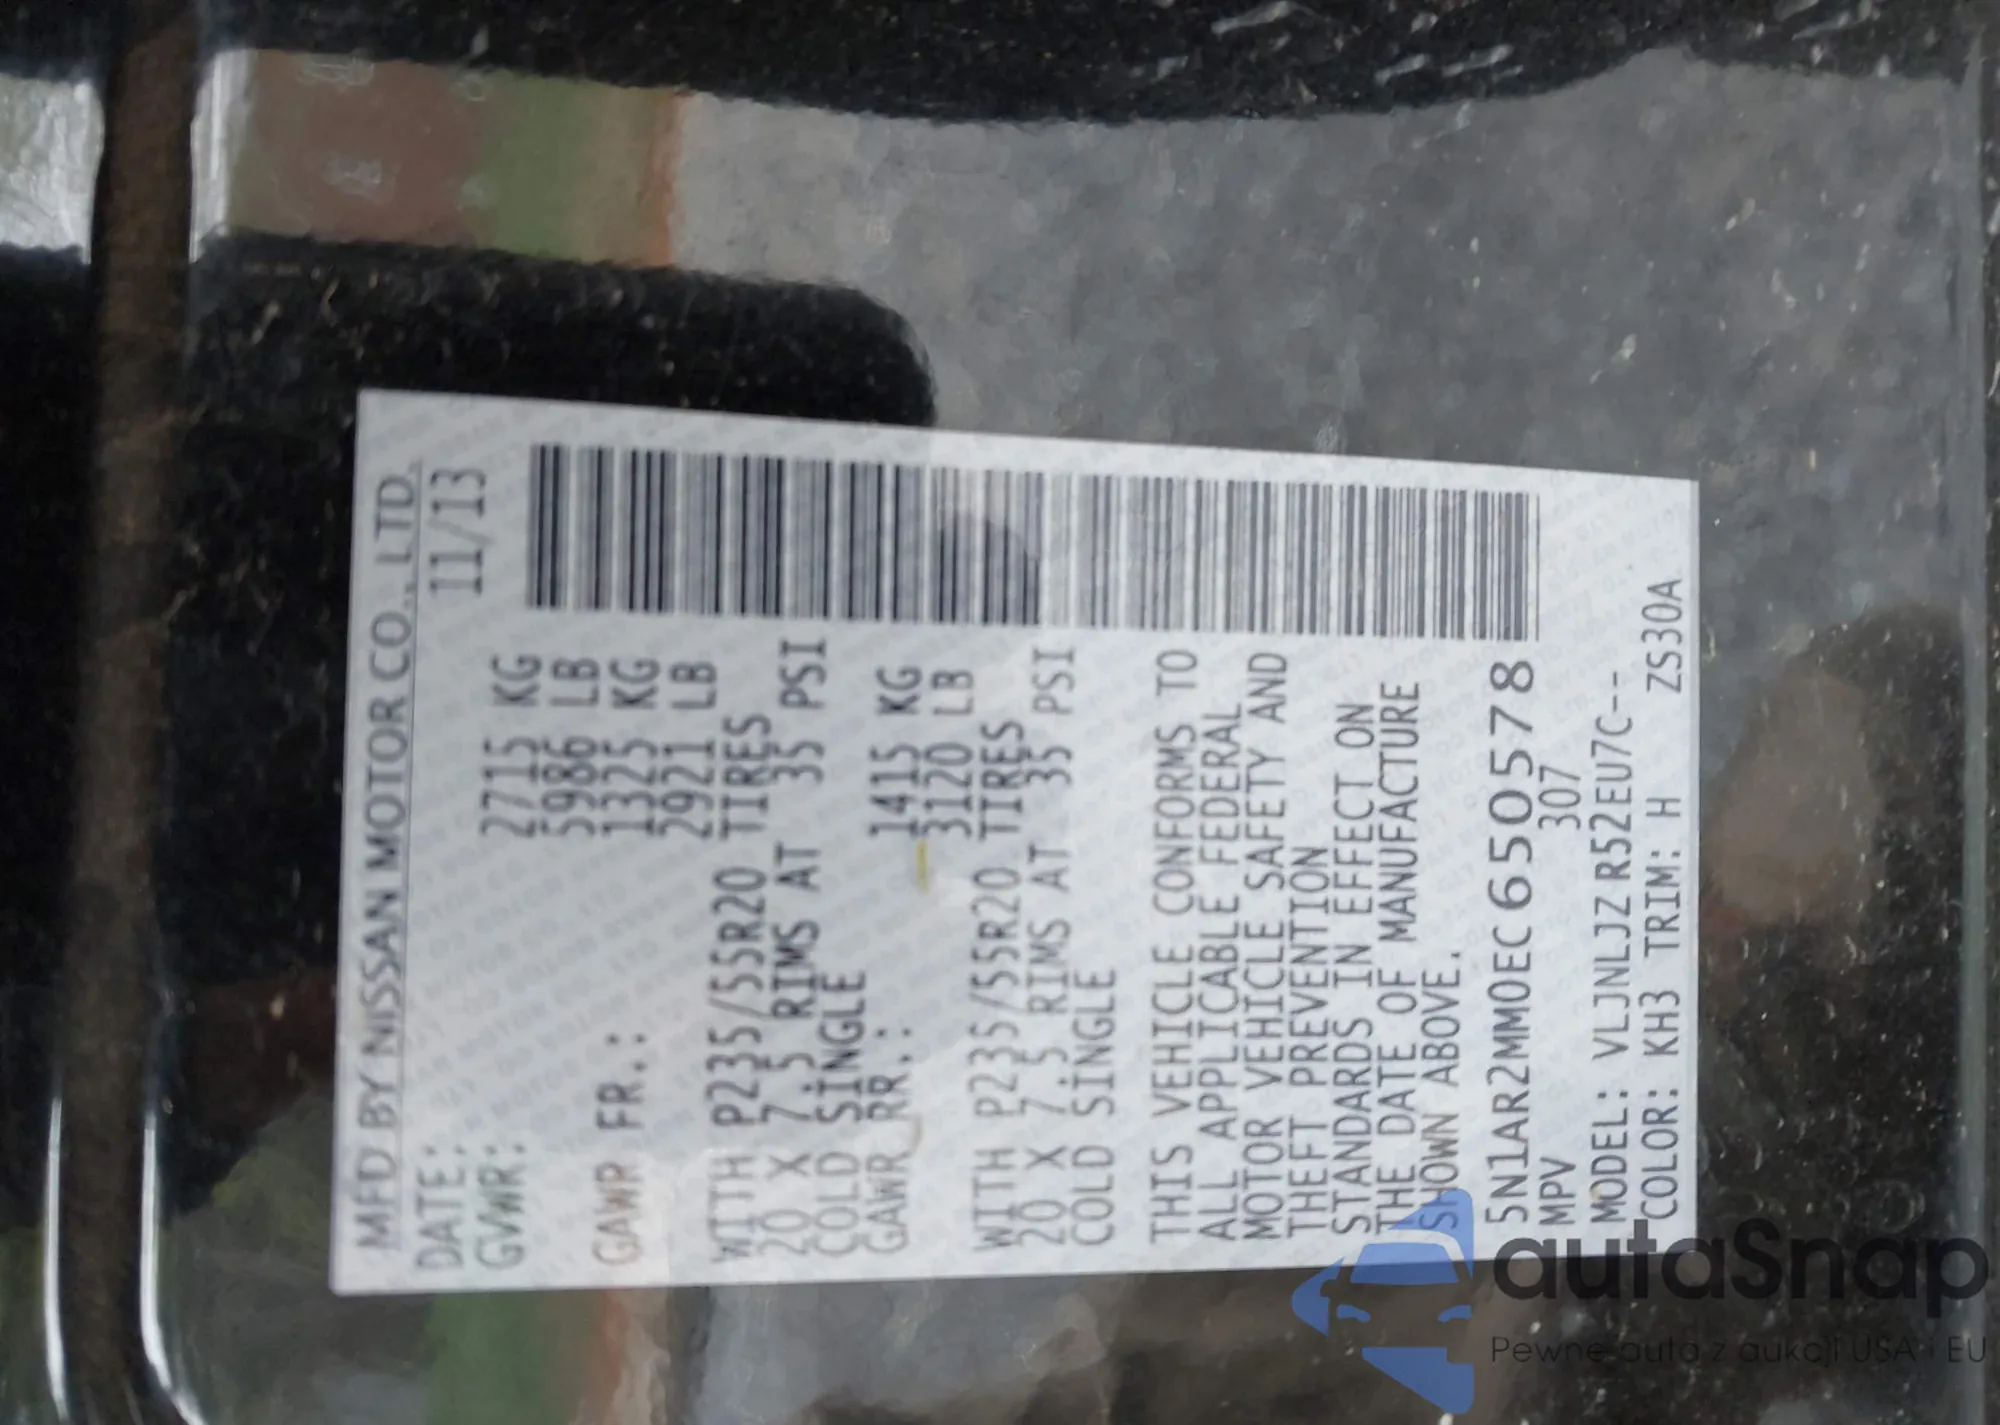 MFD BY NISSAN MOTOR CO., LTD.
DATE: 11/13
GVWR: 2715 KG
5986 LB
GAWR FR.: 1325 KG
2921 LB
WITH P235/55R20 TIRES
20 X 7.5 RIMS AT 35 PSI
COLD SINGLE
GAWR RR.: 1415 KG
3120 LB
WITH P235/55R20 TIRES
20 X 7.5 RIMS AT 35 PSI
COLD SINGLE
THIS VEHICLE CONFORMS TO
ALL APPLICABLE FEDERAL
MOTOR VEHICLE SAFETY AND
THEFT PREVENTION
STANDARDS IN EFFECT ON
THE DATE OF MANUFACTURE
SHOWN ABOVE.
5N1AR2MM0EC650578
MPV 307
MODEL: VLJNLJZ R52EU7C--
COLOR: KH3 TRIM: H ZS30A
autaSnap
Pewne auta z aukcji USA i EU